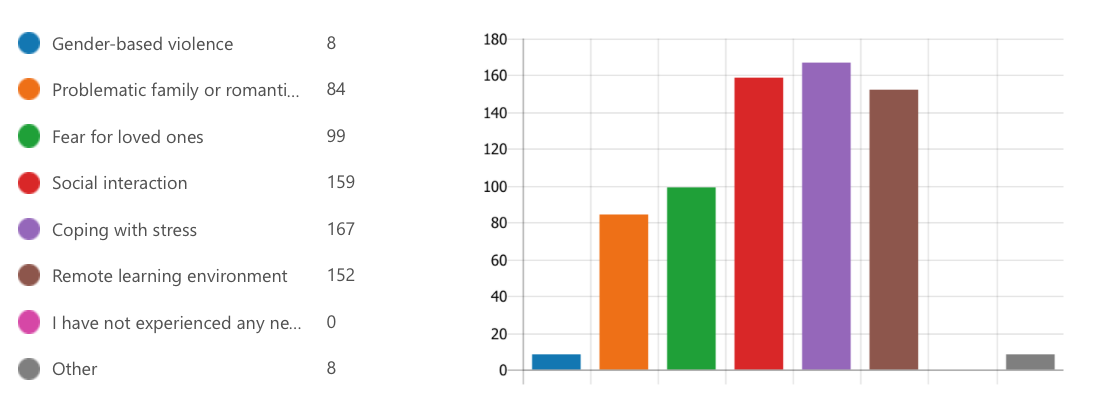 Gender-based violence 8
Problematic family or romanti... 84
Fear for loved ones 99
Social interaction 159
Coping with stress 167
Remote learning environment 152
I have not experienced any ne... 0
Other 8
180
160
140
120
100
80
60
40
20
0